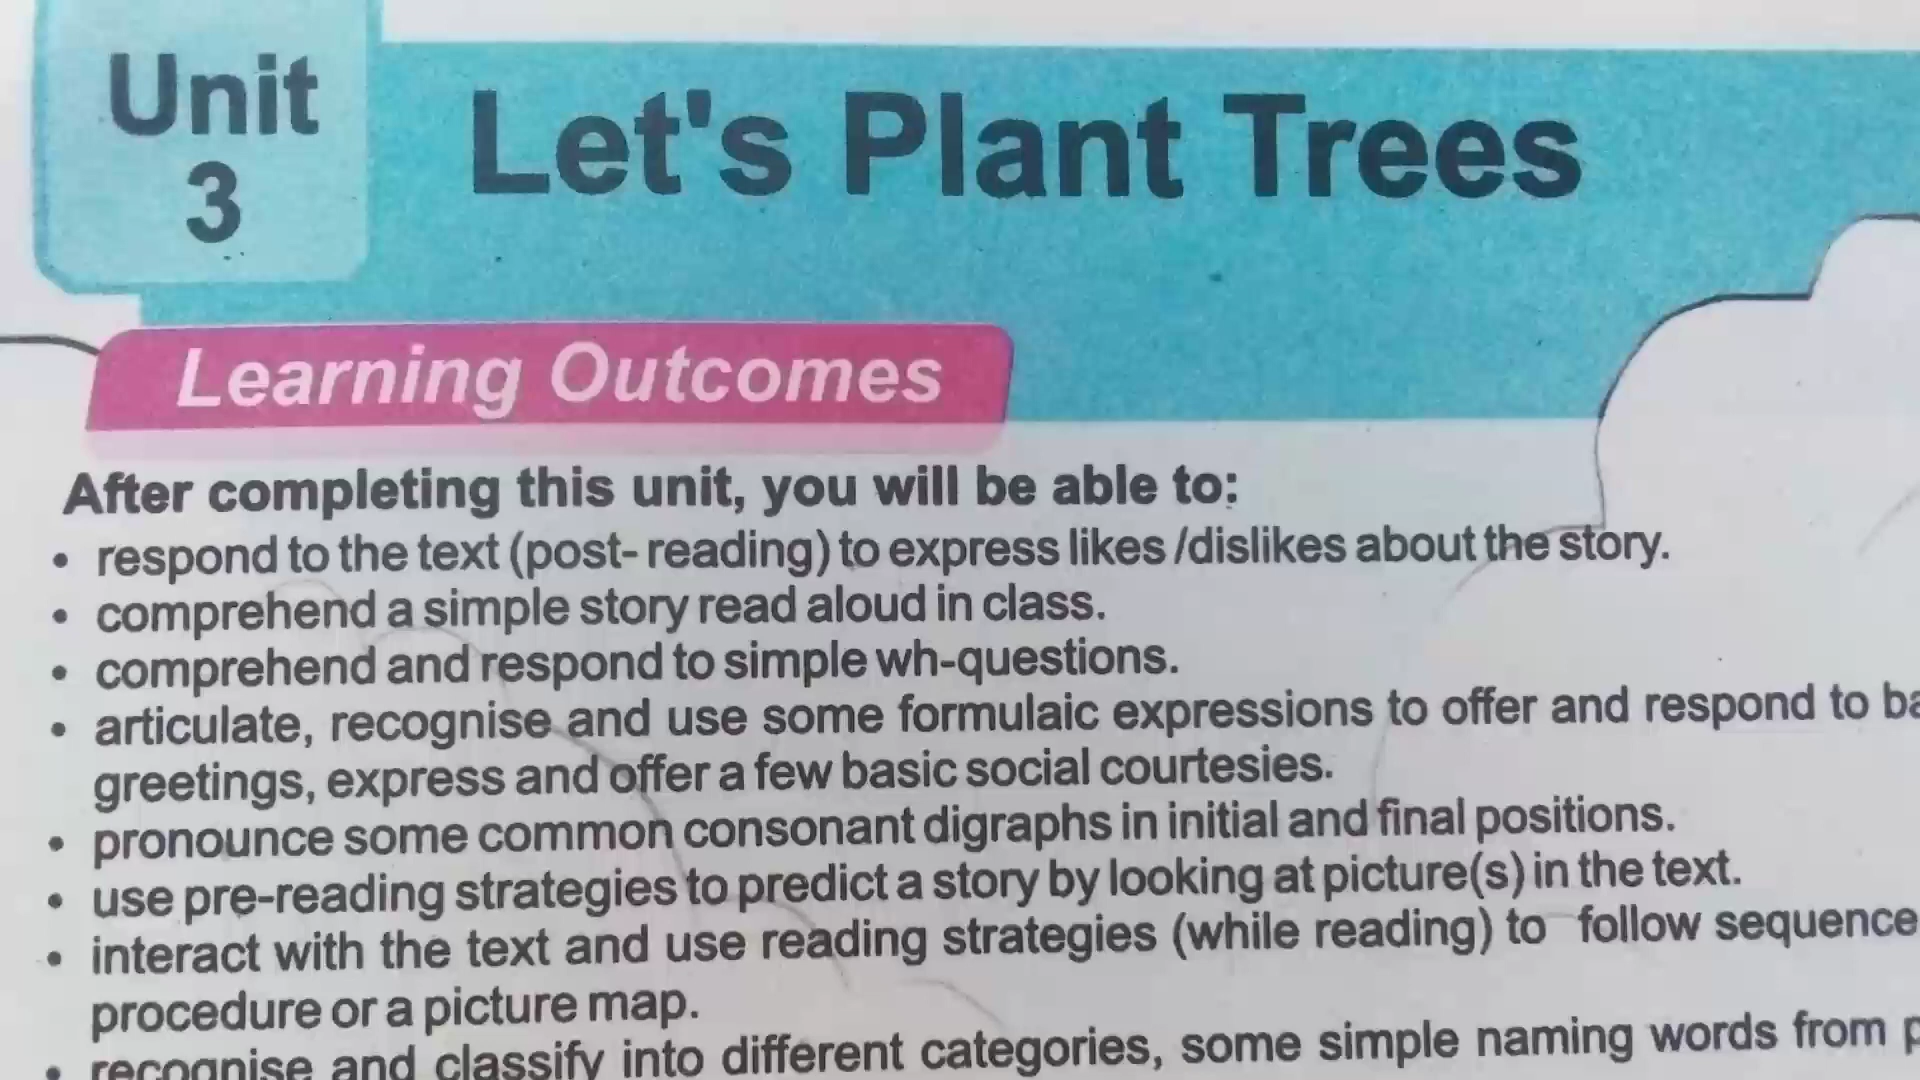 Unit
3
Let's Plant Trees
Learning Outcomes
After completing this unit, you will be able to:
• respond to the text (post- reading) to express likes /dislikes about the story.
• comprehend a simple story read aloud in class.
• comprehend and respond to simple wh-questions.
• articulate, recognise and use some formulaic expressions to offer and respond to
greetings, express and offer a few basic social courtesies.
• pronounce some common consonant digraphs in initial and final positions.
• use pre-reading strategies to predict a story by looking at picture(s) in the text.
• interact with the text and use reading strategies (while reading) to follow sequence
procedure or a picture map.
• recognise and classify into different categories, some simple naming words from